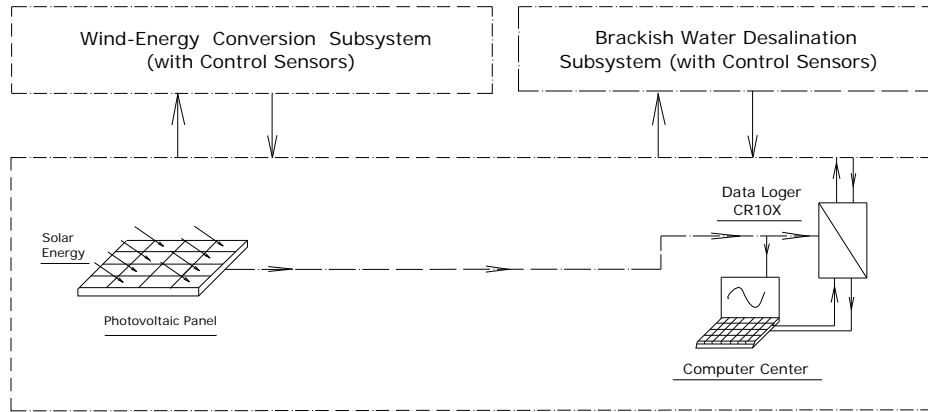 Wind-Energy Conversion Subsystem
(with Control Sensors)
Brackish Water Desalination
Subsystem (with Control Sensors)
Data Loger
CR10X
Solar
Energy
Photovoltaic Panel
Computer Center